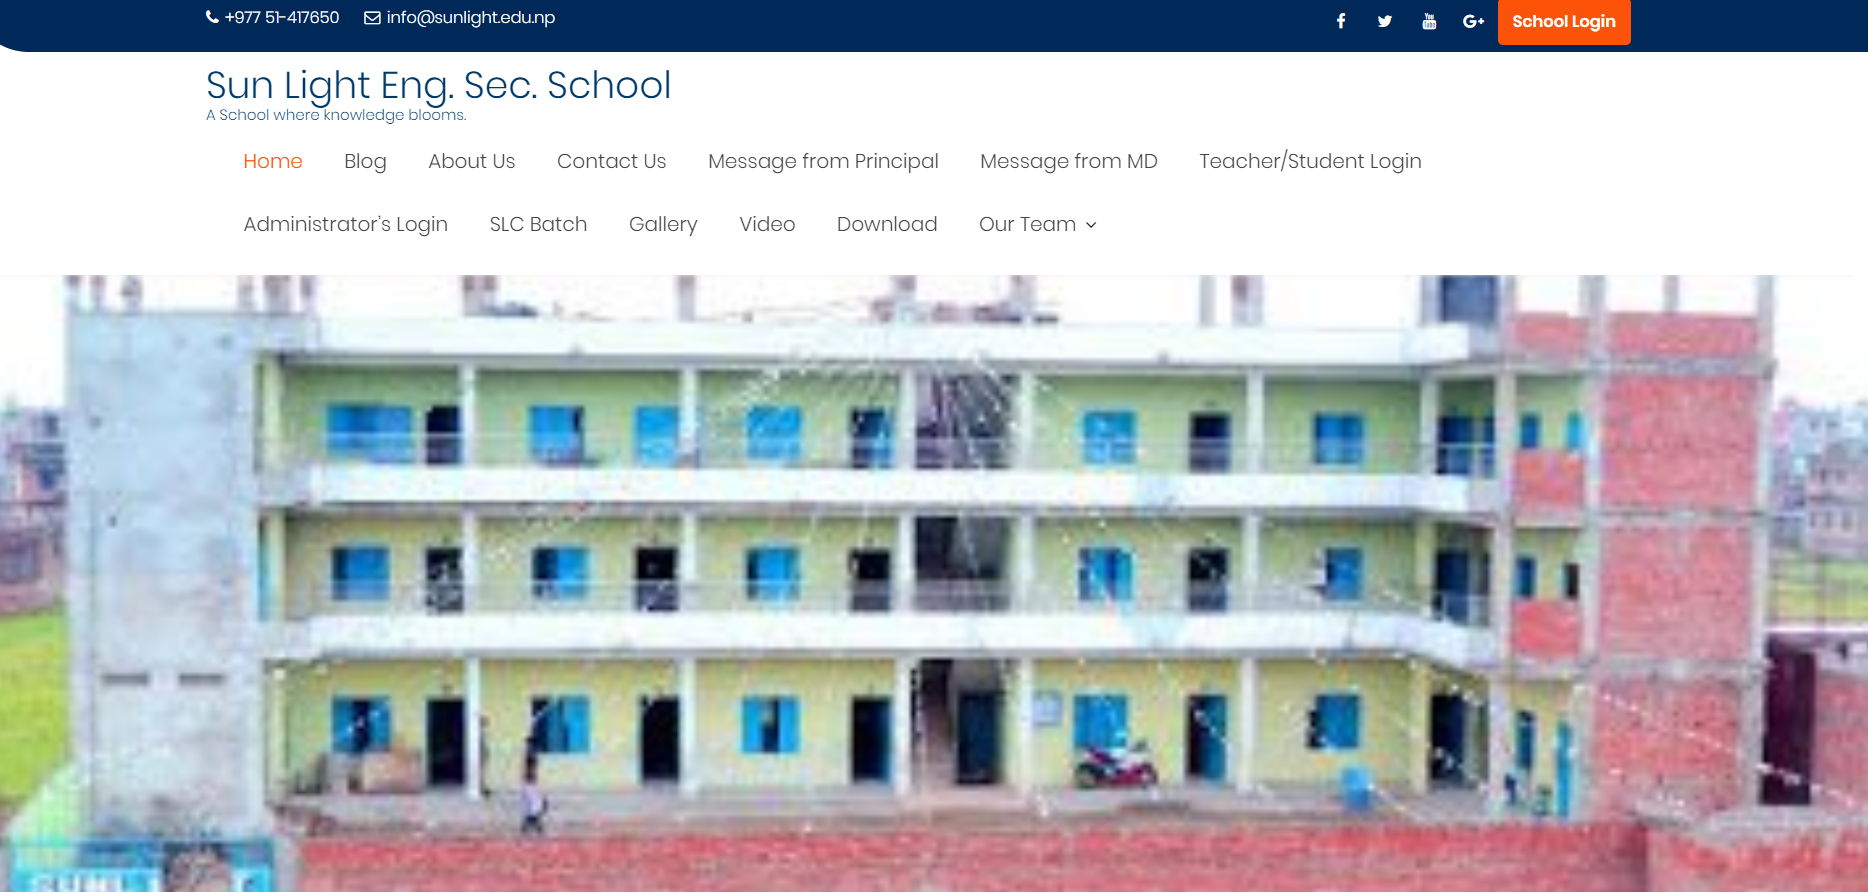 +977 51-417650 info@sunlight.edu.np School Login
Sun Light Eng. Sec. School
A School where knowledge blooms.
Home Blog About Us Contact Us Message from Principal Message from MD Teacher/Student Login
Administrator's Login SLC Batch Gallery Video Download Our Team